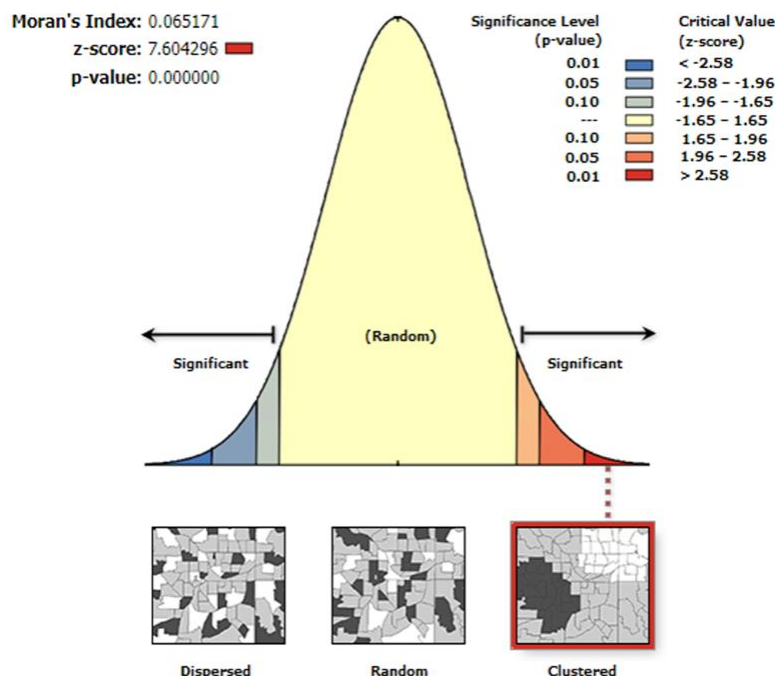 Moran's Index: 0.065171
z-score: 7.604296
p-value: 0.000000
Significance Level
(p-value)
Critical Value
(z-score)
0.01 < -2.58
0.05 -2.58 – -1.96
0.10 -1.96 – -1.65
--- -1.65 – 1.65
0.10 1.65 – 1.96
0.05 1.96 – 2.58
0.01 > 2.58
(Random)
Significant
Significant
Dispersed
Random
Clustered